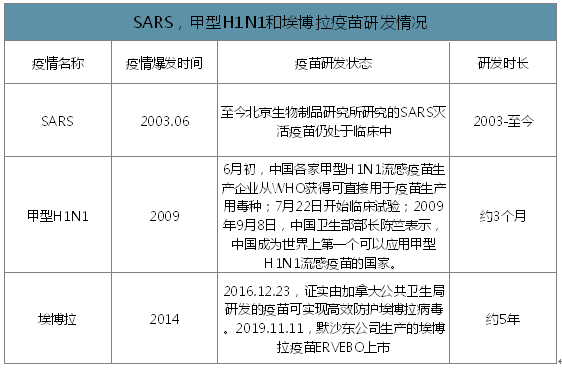 SARS，甲型H1N1和埃博拉疫苗研发情况
疫情名称 疫情爆发时间 疫苗研发状态 研发时长
SARS 2003.06 至今北京生物制品研究所研究的SARS灭
活疫苗仍处于临床中 2003-至今
甲型H1N1 2009 6月初，中国各家甲型H1N1流感疫苗生
产企业从WHO获得可直接用于疫苗生产
用毒种；7月22日开始临床试验；2009
年9月8日，中国卫生部部长陈竺表示，
中国成为世界上第一个可以应用甲型
H1N1流感疫苗的国家。 约3个月
埃博拉 2014 2016.12.23，证实由加拿大公共卫生局
研发的疫苗可实现高效防护埃博拉病毒
。2019.11.11，默沙东公司生产的埃博
拉疫苗ERVEBO上市 约5年